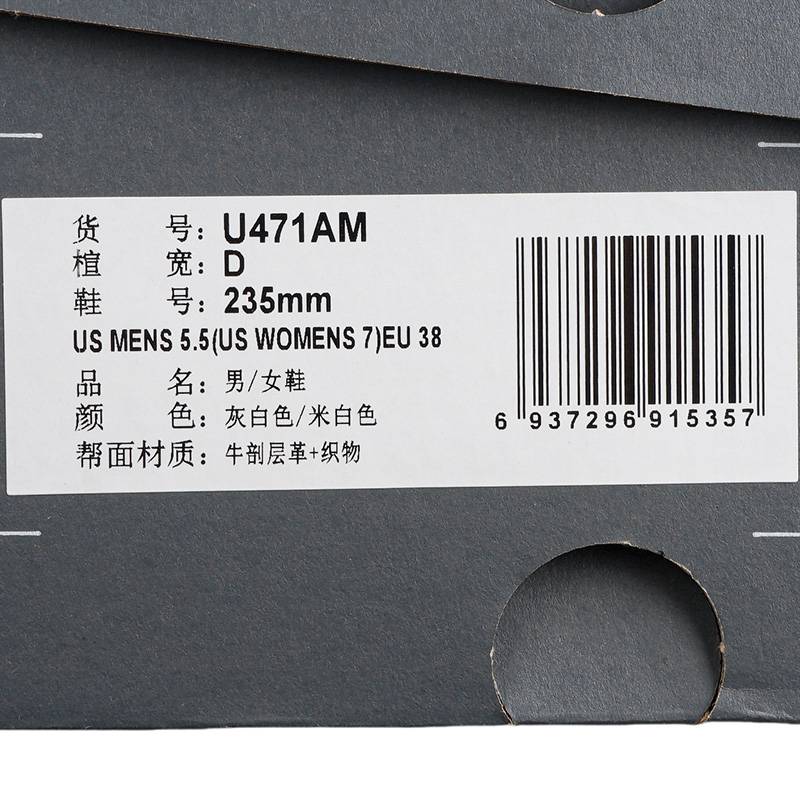 货 号：U471AM
楦 宽：D
鞋 号：235mm
US MENS 5.5(US WOMENS 7)EU 38
品 名：男/女鞋
颜 色：灰白色/米白色
帮面材质：牛剖层革+织物
6 937296 915357